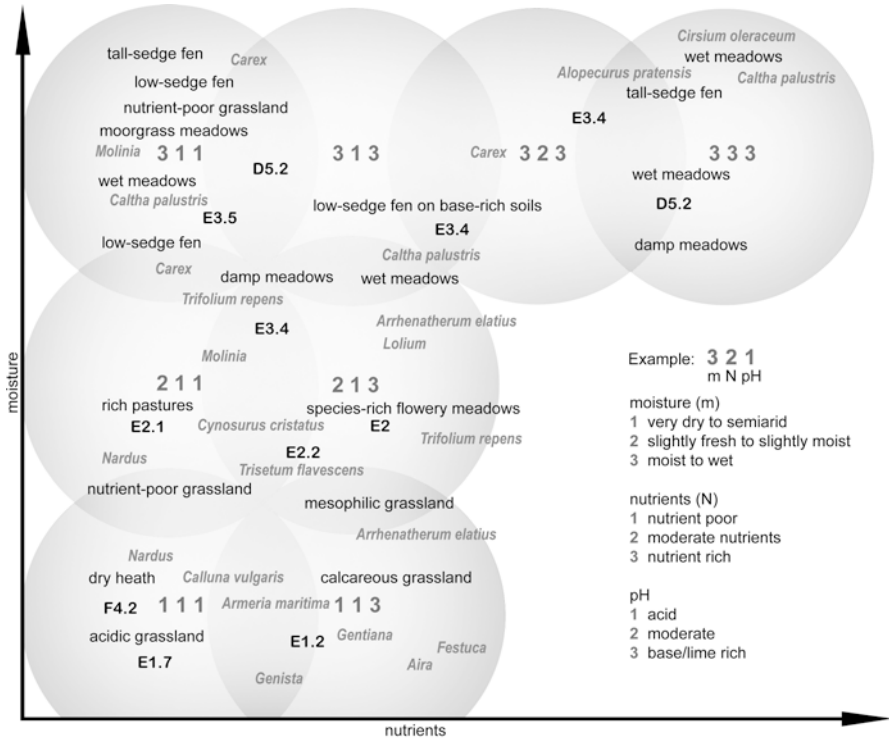 Cirsium oleraceum
tall-sedge fen
Carex
wet meadows
low-sedge fen
Alopecurus pratensis
Caltha palustris
tall-sedge fen
nutrient-poor grassland
E3.4
moorgrass meadows
Molinia 3 1 1
3 1 3
Carex 3 2 3
3 3 3
D5.2
wet meadows
wet meadows
Caltha palustris
low-sedge fen on base-rich soils
D5.2
E3.5
E3.4
low-sedge fen
damp meadows
Caltha palustris
Carex
damp meadows
wet meadows
Trifolium repens
Arrhenatherum elatius
E3.4
Lolium
Molinia
2 1 1
2 1 3
rich pastures
species-rich flowery meadows
E2.1
Cynosurus cristatus
E2
Trifolium repens
E2.2
Nardus
Trisetum flavescens
nutrient-poor grassland
mesophilic grassland
Arrhenatherum elatius
Nardus
dry heath
Calluna vulgaris
calcareous grassland
F4.2 1 1 1 Armeria maritima 1 1 3
acidic grassland
E1.2
Gentiana
Festuca
E1.7
Aira
Genista
Example: 3 2 1
m N pH
moisture (m)
1 very dry to semiarid
2 slightly fresh to slightly moist
3 moist to wet
nutrients (N)
1 nutrient poor
2 moderate nutrients
3 nutrient rich
pH
1 acid
2 moderate
3 base/lime rich
moisture
nutrients